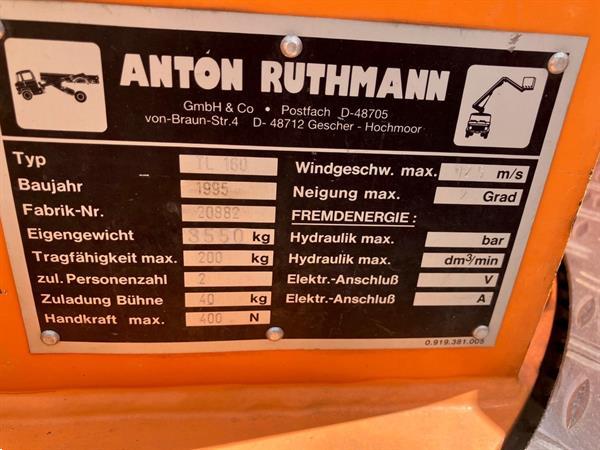 ANTON RUTHMANN
GmbH & Co • Postfach D-48705
von-Braun-Str.4 D- 48712 Gescher - Hochmoor
Typ TL 180
Baujahr 1995
Fabrik-Nr. 20882
Eigengewicht 3550 kg
Tragfähigkeit max. 200 kg
zul. Personenzahl 2
Zuladung Bühne 40 kg
Handkraft max. 400 N
Windgeschw. max. m/s
Neigung max. Grad
FREMDENERGIE :
Hydraulik max. bar
Hydraulik max. dm³/min
Elektr.-Anschluß V
Elektr.-Anschluß A
0.919.381.005